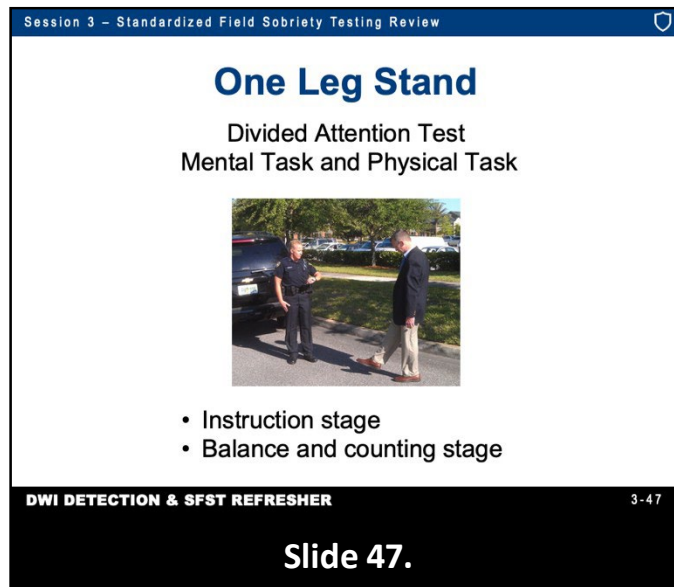 Session 3 – Standardized Field Sobriety Testing Review
One Leg Stand
Divided Attention Test
Mental Task and Physical Task
• Instruction stage
• Balance and counting stage
DWI DETECTION & SFST REFRESHER
3-47
Slide 47.